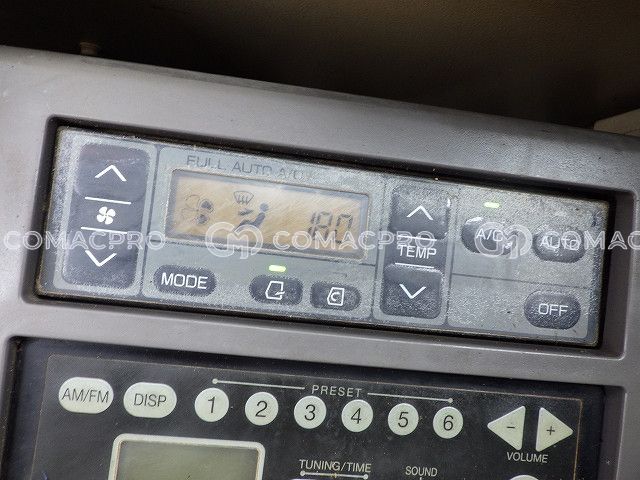 FULL AUTO A/C
18.0
TEMP
A/C
AUTO
MODE
OFF
COMACPRO
COMACPRO
COMACPRO
AM/FM
DISP
PRESET
1 2 3 4 5 6
- +
VOLUME
TUNING/TIME
SOUND